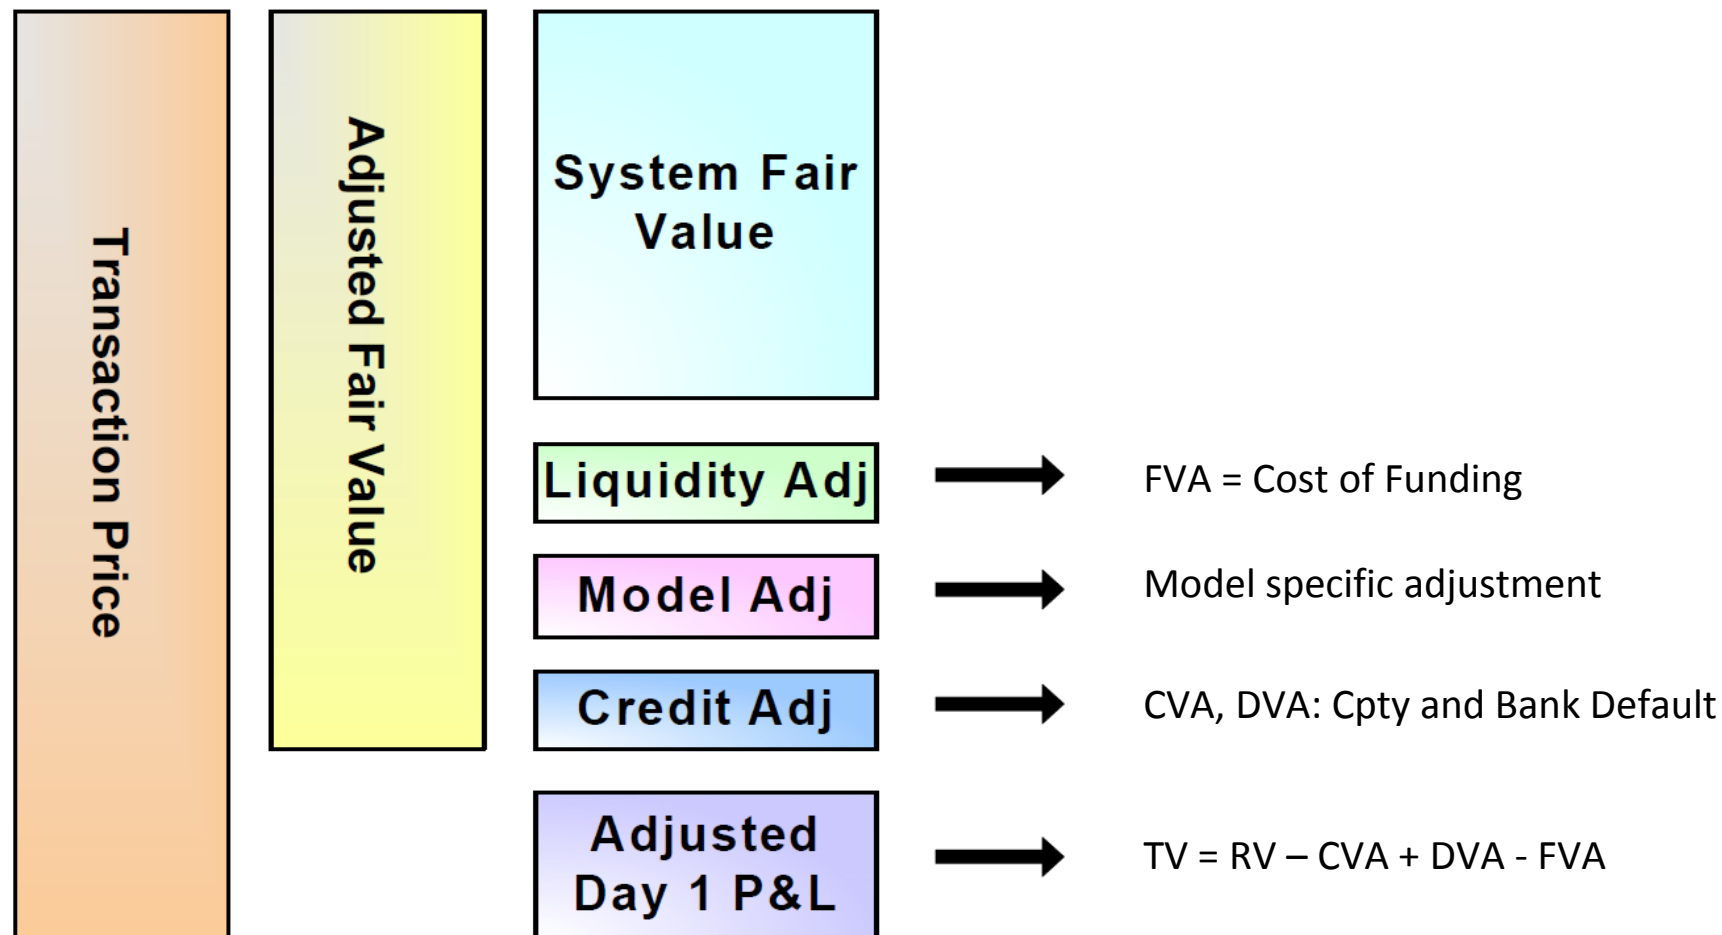 Transaction Price
Adjusted Fair Value
System Fair
Value
Liquidity Adj
FVA = Cost of Funding
Model Adj
Model specific adjustment
Credit Adj
CVA, DVA: Cpty and Bank Default
Adjusted
Day 1 P&L
TV = RV – CVA + DVA - FVA